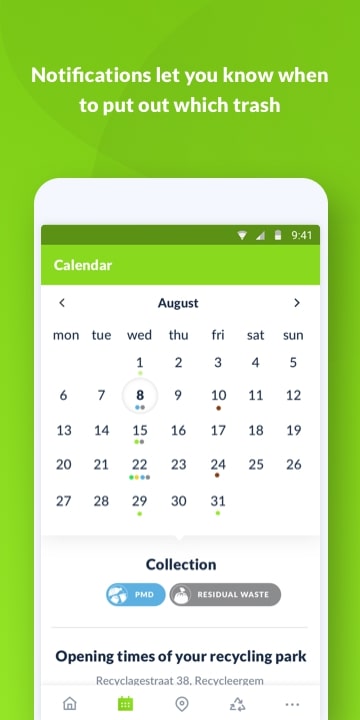 Notifications let you know when
to put out which trash
9:41
Calendar
August
mon tue wed thu fri sat sun
1 2 3 4 5
6 7 8 9 10 11 12
13 14 15 16 17 18 19
20 21 22 23 24 25 26
27 28 29 30 31
Collection
PMD RESIDUAL WASTE
Opening times of your recycling park
Recyclagestraat 38, Recycleergem